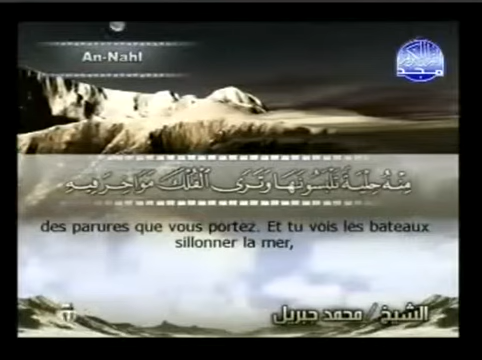 An-Nahl
مجد
مِنْهُ حِلْيَةً تَلْبَسُونَهَا وَتَرَى الْفُلْكَ مَوَاخِرَ فِيهِ
des parures que vous portez. Et tu vois les bateaux
sillonner la mer,
الشيخ / محمد جبريل